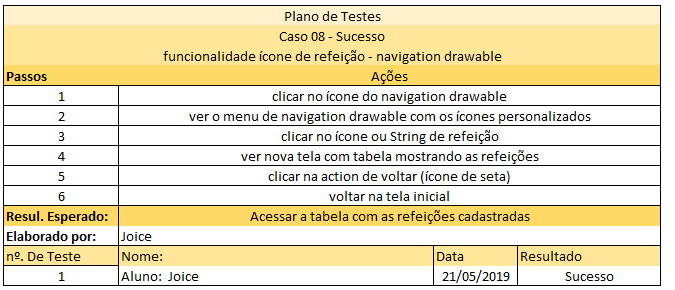 Plano de Testes
Caso 08 - Sucesso
funcionalidade ícone de refeição - navigation drawable
Passos Ações
1 clicar no ícone do navigation drawable
2 ver o menu de navigation drawable com os ícones personalizados
3 clicar no ícone ou String de refeição
4 ver nova tela com tabela mostrando as refeições
5 clicar na action de voltar (ícone de seta)
6 voltar na tela inicial
Resul. Esperado: Acessar a tabela com as refeições cadastradas
Elaborado por: Joice
nº. De Teste Nome: Data Resultado
1 Aluno: Joice 21/05/2019 Sucesso